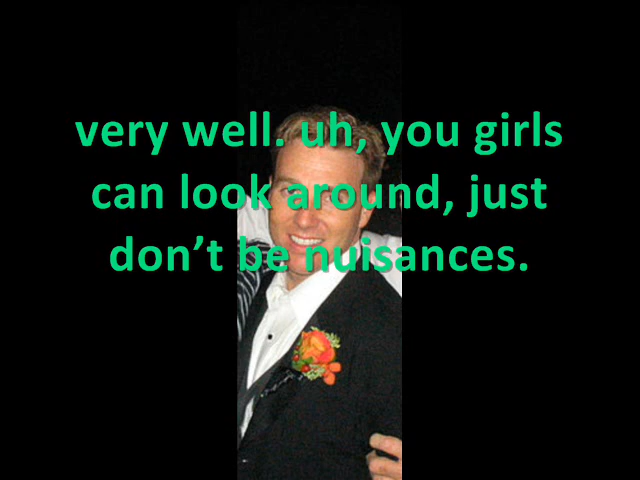 very well. uh, you girls
can look around, just
don’t be nuisances.